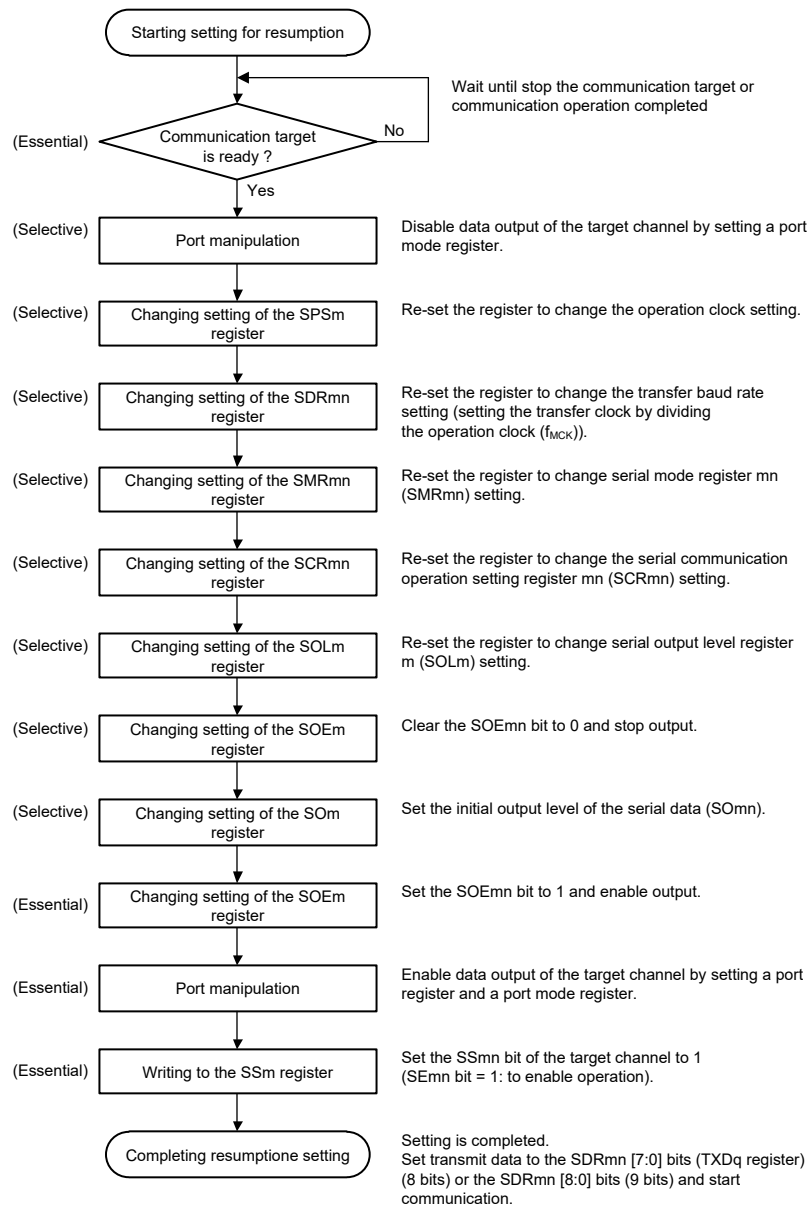 Starting setting for resumption
Wait until stop the communication target or
communication operation completed
(Essential)
Communication target
is ready ?
No
Yes
(Selective)
Port manipulation
Disable data output of the target channel by setting a port
mode register.
(Selective)
Changing setting of the SPSm
register
Re-set the register to change the operation clock setting.
(Selective)
Changing setting of the SDRmn
register
Re-set the register to change the transfer baud rate
setting (setting the transfer clock by dividing
the operation clock (fMCK)).
(Selective)
Changing setting of the SMRmn
register
Re-set the register to change serial mode register mn
(SMRmn) setting.
(Selective)
Changing setting of the SCRmn
register
Re-set the register to change the serial communication
operation setting register mn (SCRmn) setting.
(Selective)
Changing setting of the SOLm
register
Re-set the register to change serial output level register
m (SOLm) setting.
(Selective)
Changing setting of the SOEm
register
Clear the SOEmn bit to 0 and stop output.
(Selective)
Changing setting of the SOm
register
Set the initial output level of the serial data (SOmn).
(Essential)
Changing setting of the SOEm
register
Set the SOEmn bit to 1 and enable output.
(Essential)
Port manipulation
Enable data output of the target channel by setting a port
register and a port mode register.
(Essential)
Writing to the SSm register
Set the SSmn bit of the target channel to 1
(SEmn bit = 1: to enable operation).
Completing resumptione setting
Setting is completed.
Set transmit data to the SDRmn [7:0] bits (TXDq register)
(8 bits) or the SDRmn [8:0] bits (9 bits) and start
communication.